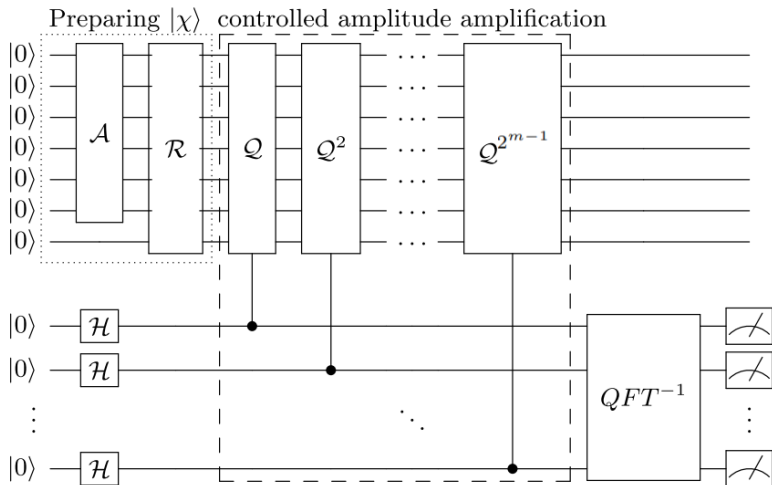 Preparing |χ⟩ controlled amplitude amplification
|0⟩
|0⟩
|0⟩
|0⟩ 𝒜 ℛ 𝒬 𝒬² ⋯ 𝒬^{2^{m−1}}
|0⟩
|0⟩
|0⟩
|0⟩ ℋ
|0⟩ ℋ
QFT⁻¹
|0⟩ ℋ